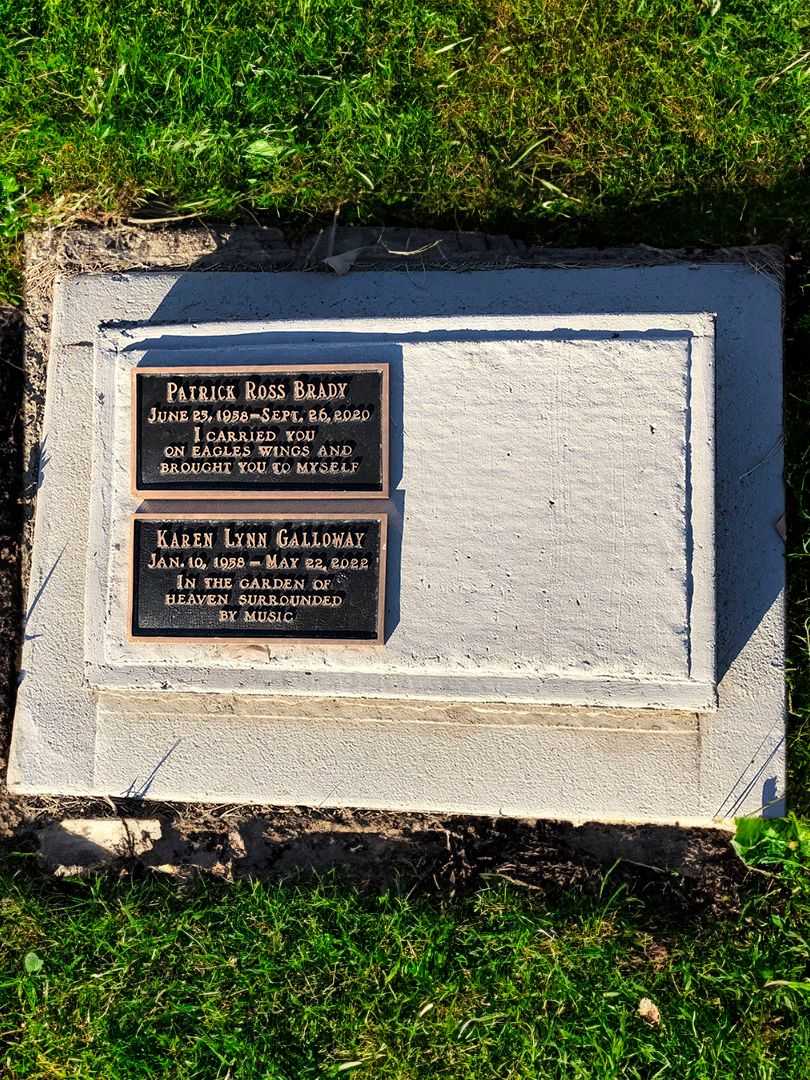 PATRICK ROSS BRADY
JUNE 23, 1958–SEPT. 26, 2020
I CARRIED YOU
ON EAGLES WINGS AND
BROUGHT YOU TO MYSELF
KAREN LYNN GALLOWAY
JAN. 10, 1958 – MAY 22, 2022
IN THE GARDEN OF
HEAVEN SURROUNDED
BY MUSIC